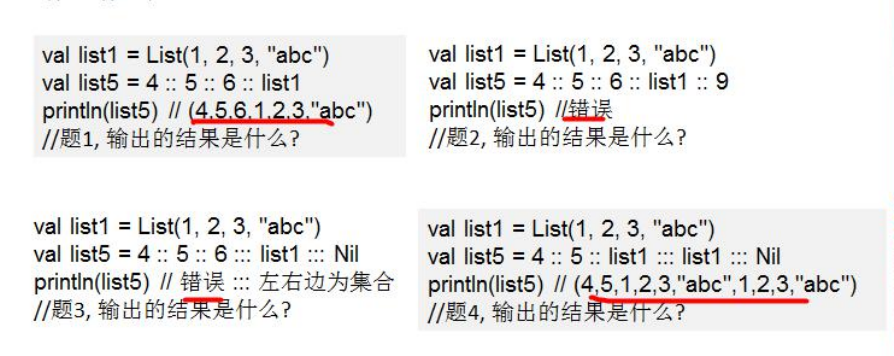 val list1 = List(1, 2, 3, "abc")
val list5 = 4 :: 5 :: 6 :: list1
println(list5) // (4,5,6,1,2,3,"abc")
//题1, 输出的结果是什么?
val list1 = List(1, 2, 3, "abc")
val list5 = 4 :: 5 :: 6 :: list1 :: 9
println(list5) //错误
//题2, 输出的结果是什么?
val list1 = List(1, 2, 3, "abc")
val list5 = 4 :: 5 :: 6 ::: list1 ::: Nil
println(list5) // 错误 ::: 左右边为集合
//题3, 输出的结果是什么?
val list1 = List(1, 2, 3, "abc")
val list5 = 4 :: 5 :: list1 ::: list1 ::: Nil
println(list5) // (4,5,1,2,3,"abc",1,2,3,"abc")
//题4, 输出的结果是什么?